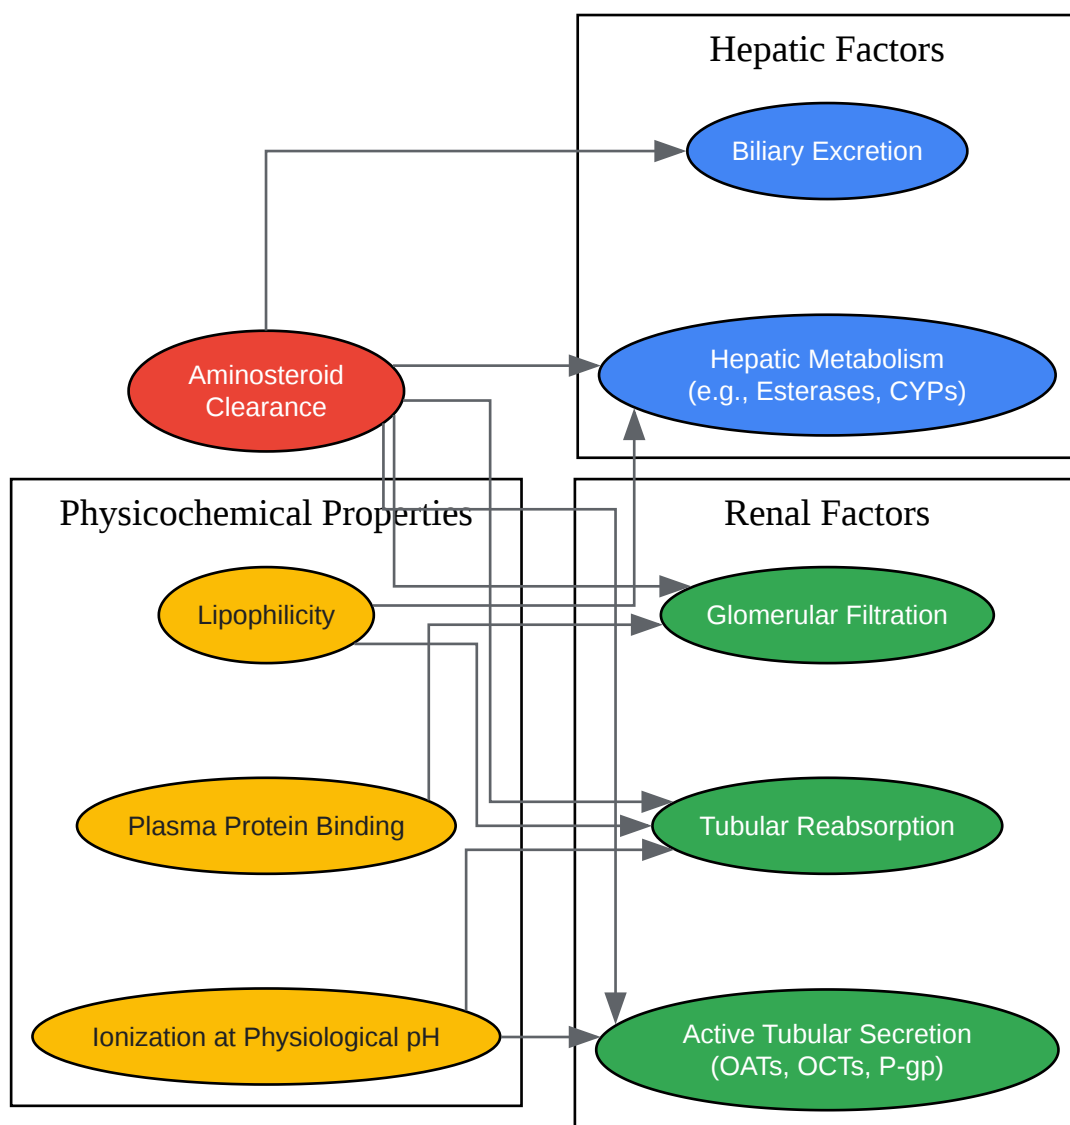 Hepatic Factors
Biliary Excretion
Hepatic Metabolism
(e.g., Esterases, CYPs)
Aminosteroid
Clearance
Physicochemical Properties
Lipophilicity
Plasma Protein Binding
Ionization at Physiological pH
Renal Factors
Glomerular Filtration
Tubular Reabsorption
Active Tubular Secretion
(OATs, OCTs, P-gp)